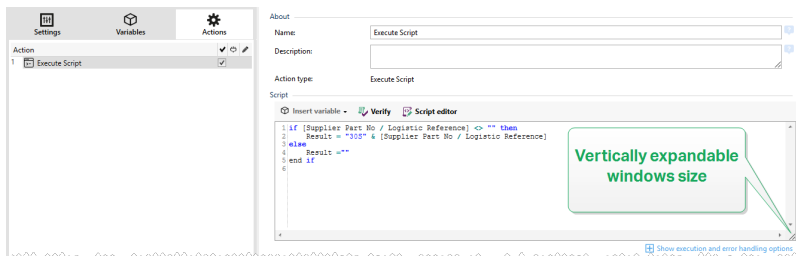 Settings
Variables
Actions
Action
1 Execute Script
About
Name:
Execute Script
Description:
Action type:
Execute Script
Script
Insert variable
Verify
Script editor
1 if [Supplier Part No / Logistic Reference] <> "" then
2 Result = "30S" & [Supplier Part No / Logistic Reference]
3 else
4 Result =""
5 end if
6
Vertically expandable
windows size
Show execution and error handling options